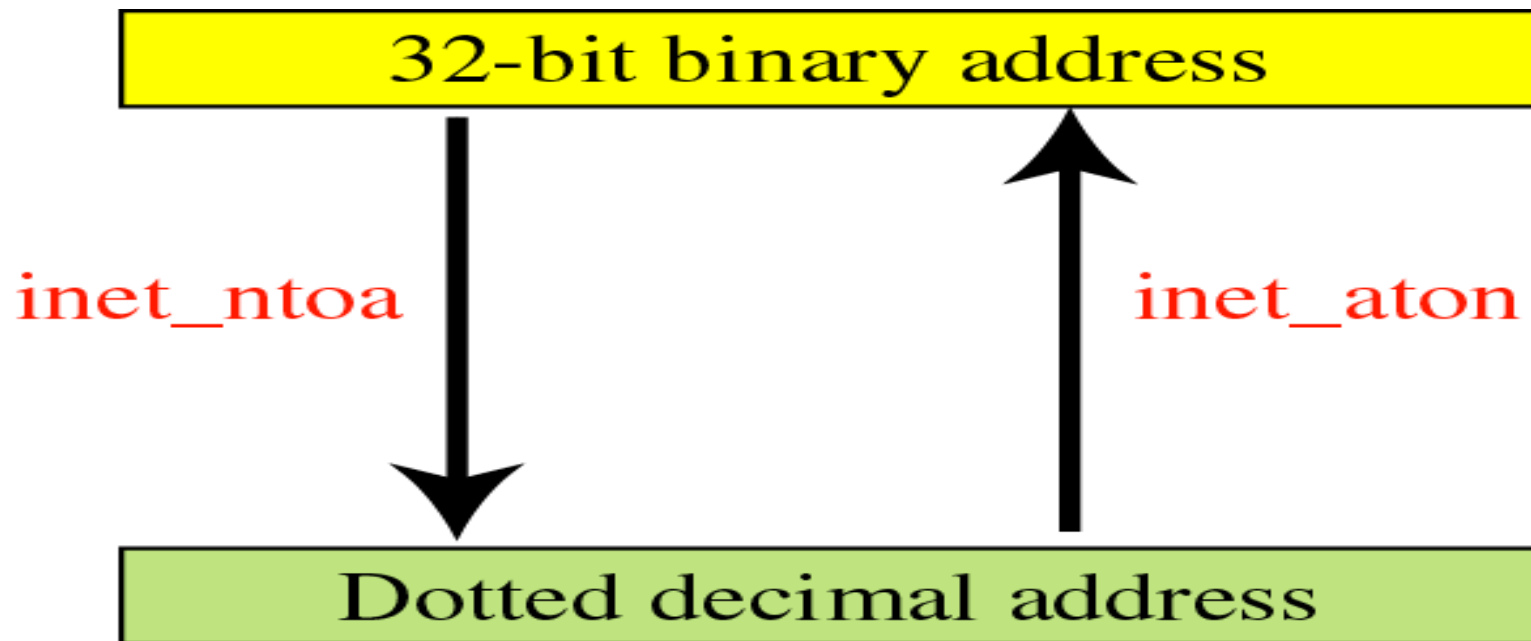 32-bit binary address
inet_ntoa
inet_aton
Dotted decimal address